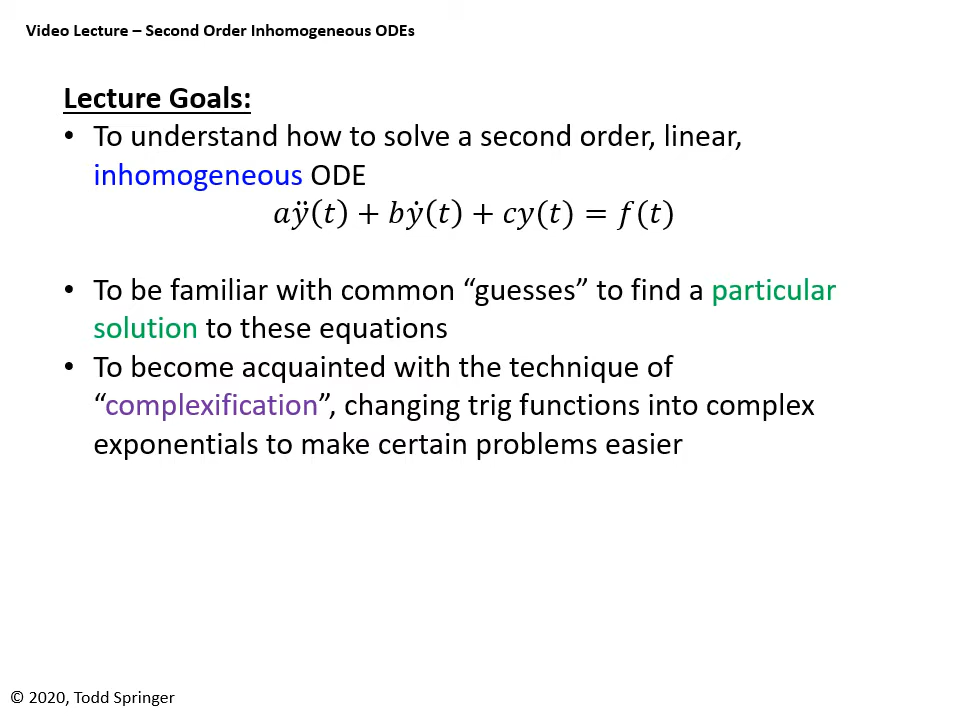 Video Lecture – Second Order Inhomogeneous ODEs
Lecture Goals:
• To understand how to solve a second order, linear,
inhomogeneous ODE
aÿ(t) + bẏ(t) + cy(t) = f(t)
• To be familiar with common “guesses” to find a particular
solution to these equations
• To become acquainted with the technique of
“complexification”, changing trig functions into complex
exponentials to make certain problems easier
© 2020, Todd Springer